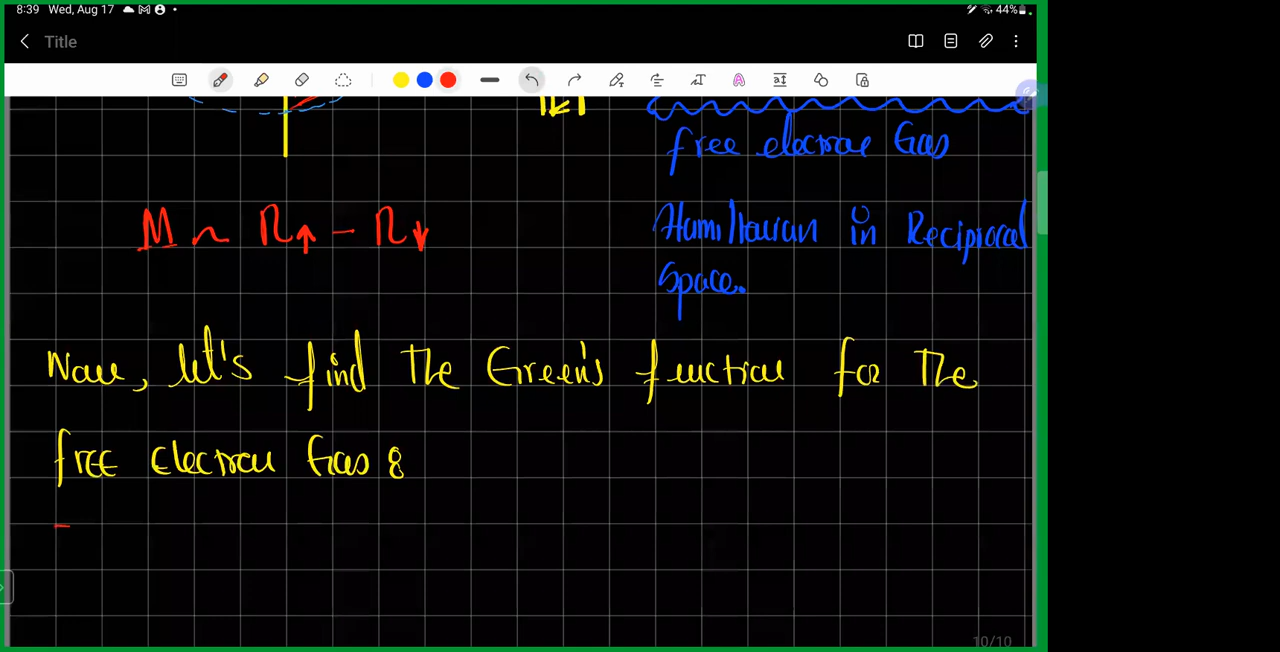 8:39 Wed, Aug 17
44%
Title
free electron Gas
M ~ n↑ - n↓
Hamiltonian in Reciprocal
Space.
Now, let's find The Green's function for The
free electron Gas :
10/10